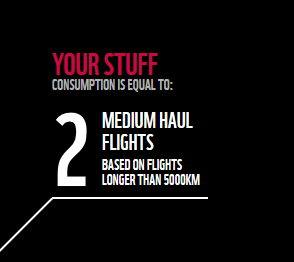 YOUR STUFF
CONSUMPTION IS EQUAL TO:
2
MEDIUM HAUL
FLIGHTS
BASED ON FLIGHTS
LONGER THAN 5000KM